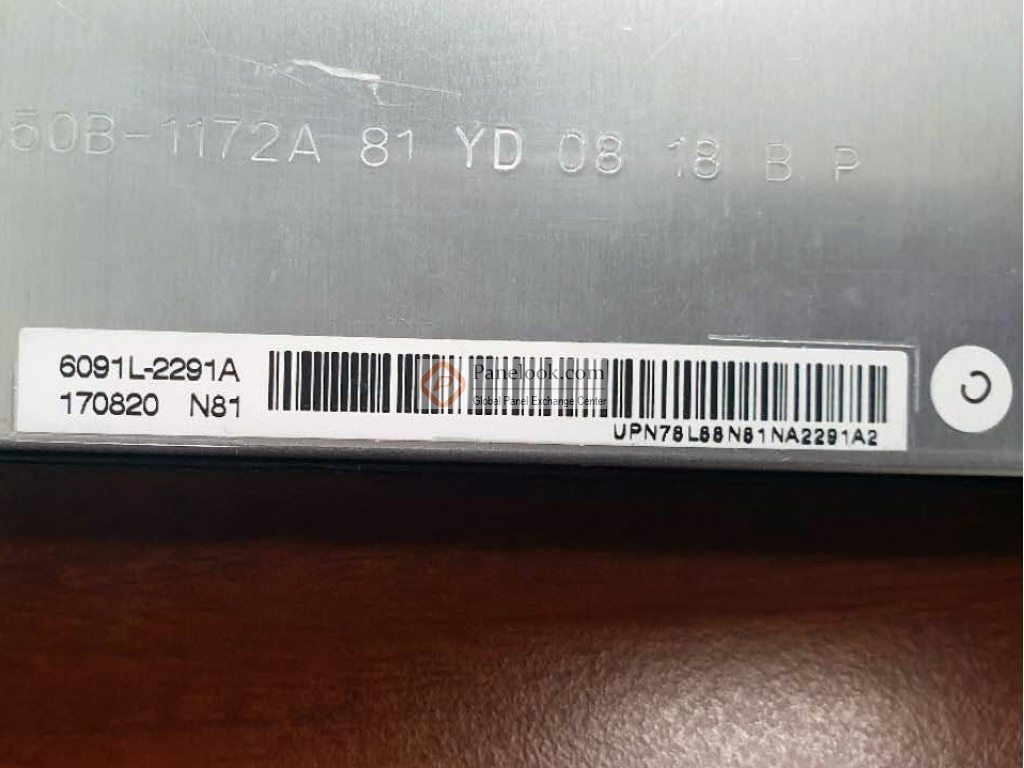 50B-1172A 81 YD 08 18 B P
6091L-2291A
170820 N81
Panelook.com
Global Panel Exchange Center
UPN78L88N81NA2291A2
C